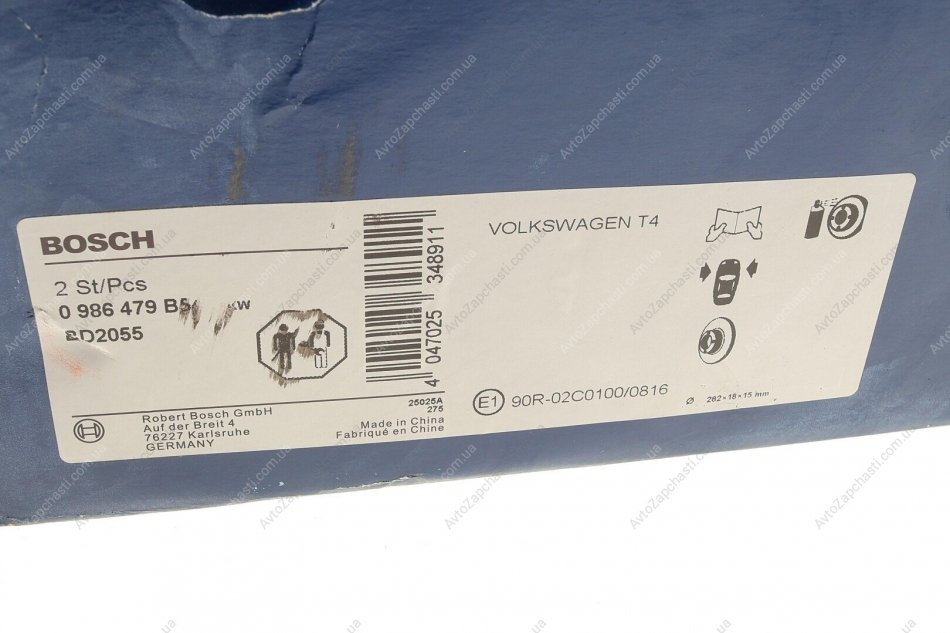 BOSCH
2 St/Pcs
0 986 479 KW
BD2055
4 047025 348911
VOLKSWAGEN T4
E1 90R-02C0100/0816
Ø 282×18×15 mm
Robert Bosch GmbH
Auf der Breit 4
76227 Karlsruhe
GERMANY
25025A
275
Made in China
Fabriqué en Chine
AvtoZapchasti.com.ua